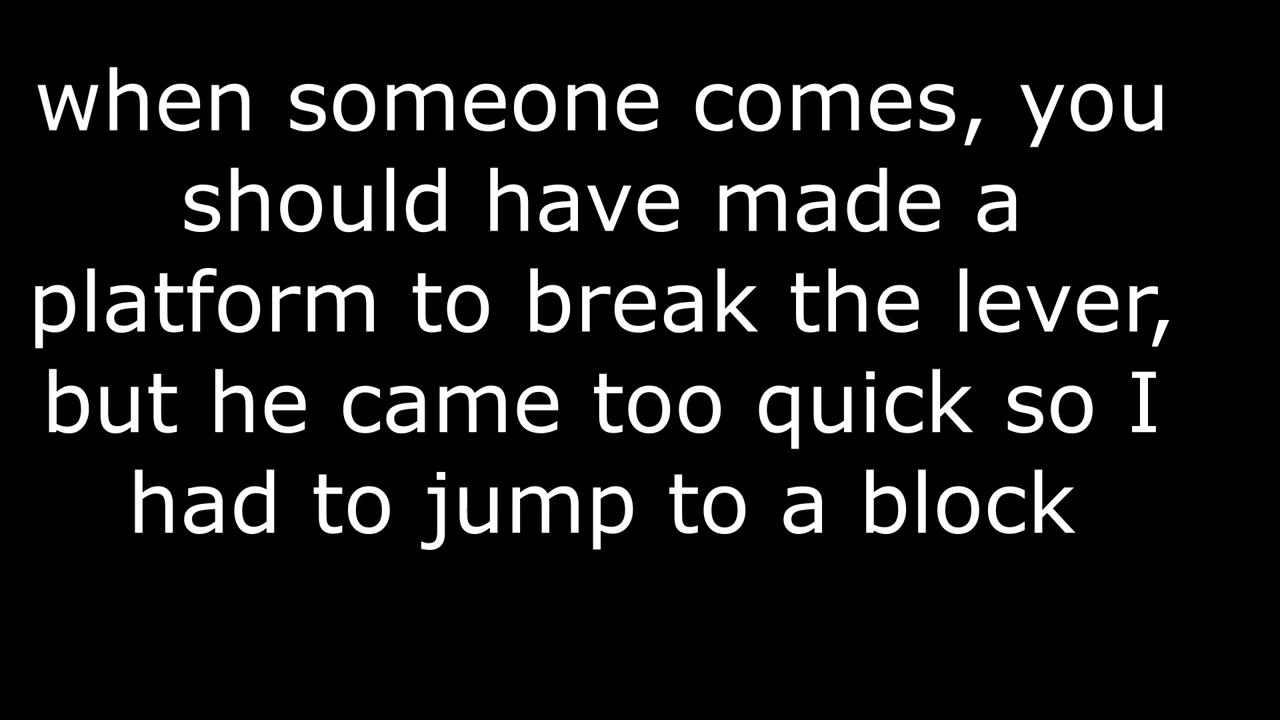 when someone comes, you
should have made a
platform to break the lever,
but he came too quick so I
had to jump to a block